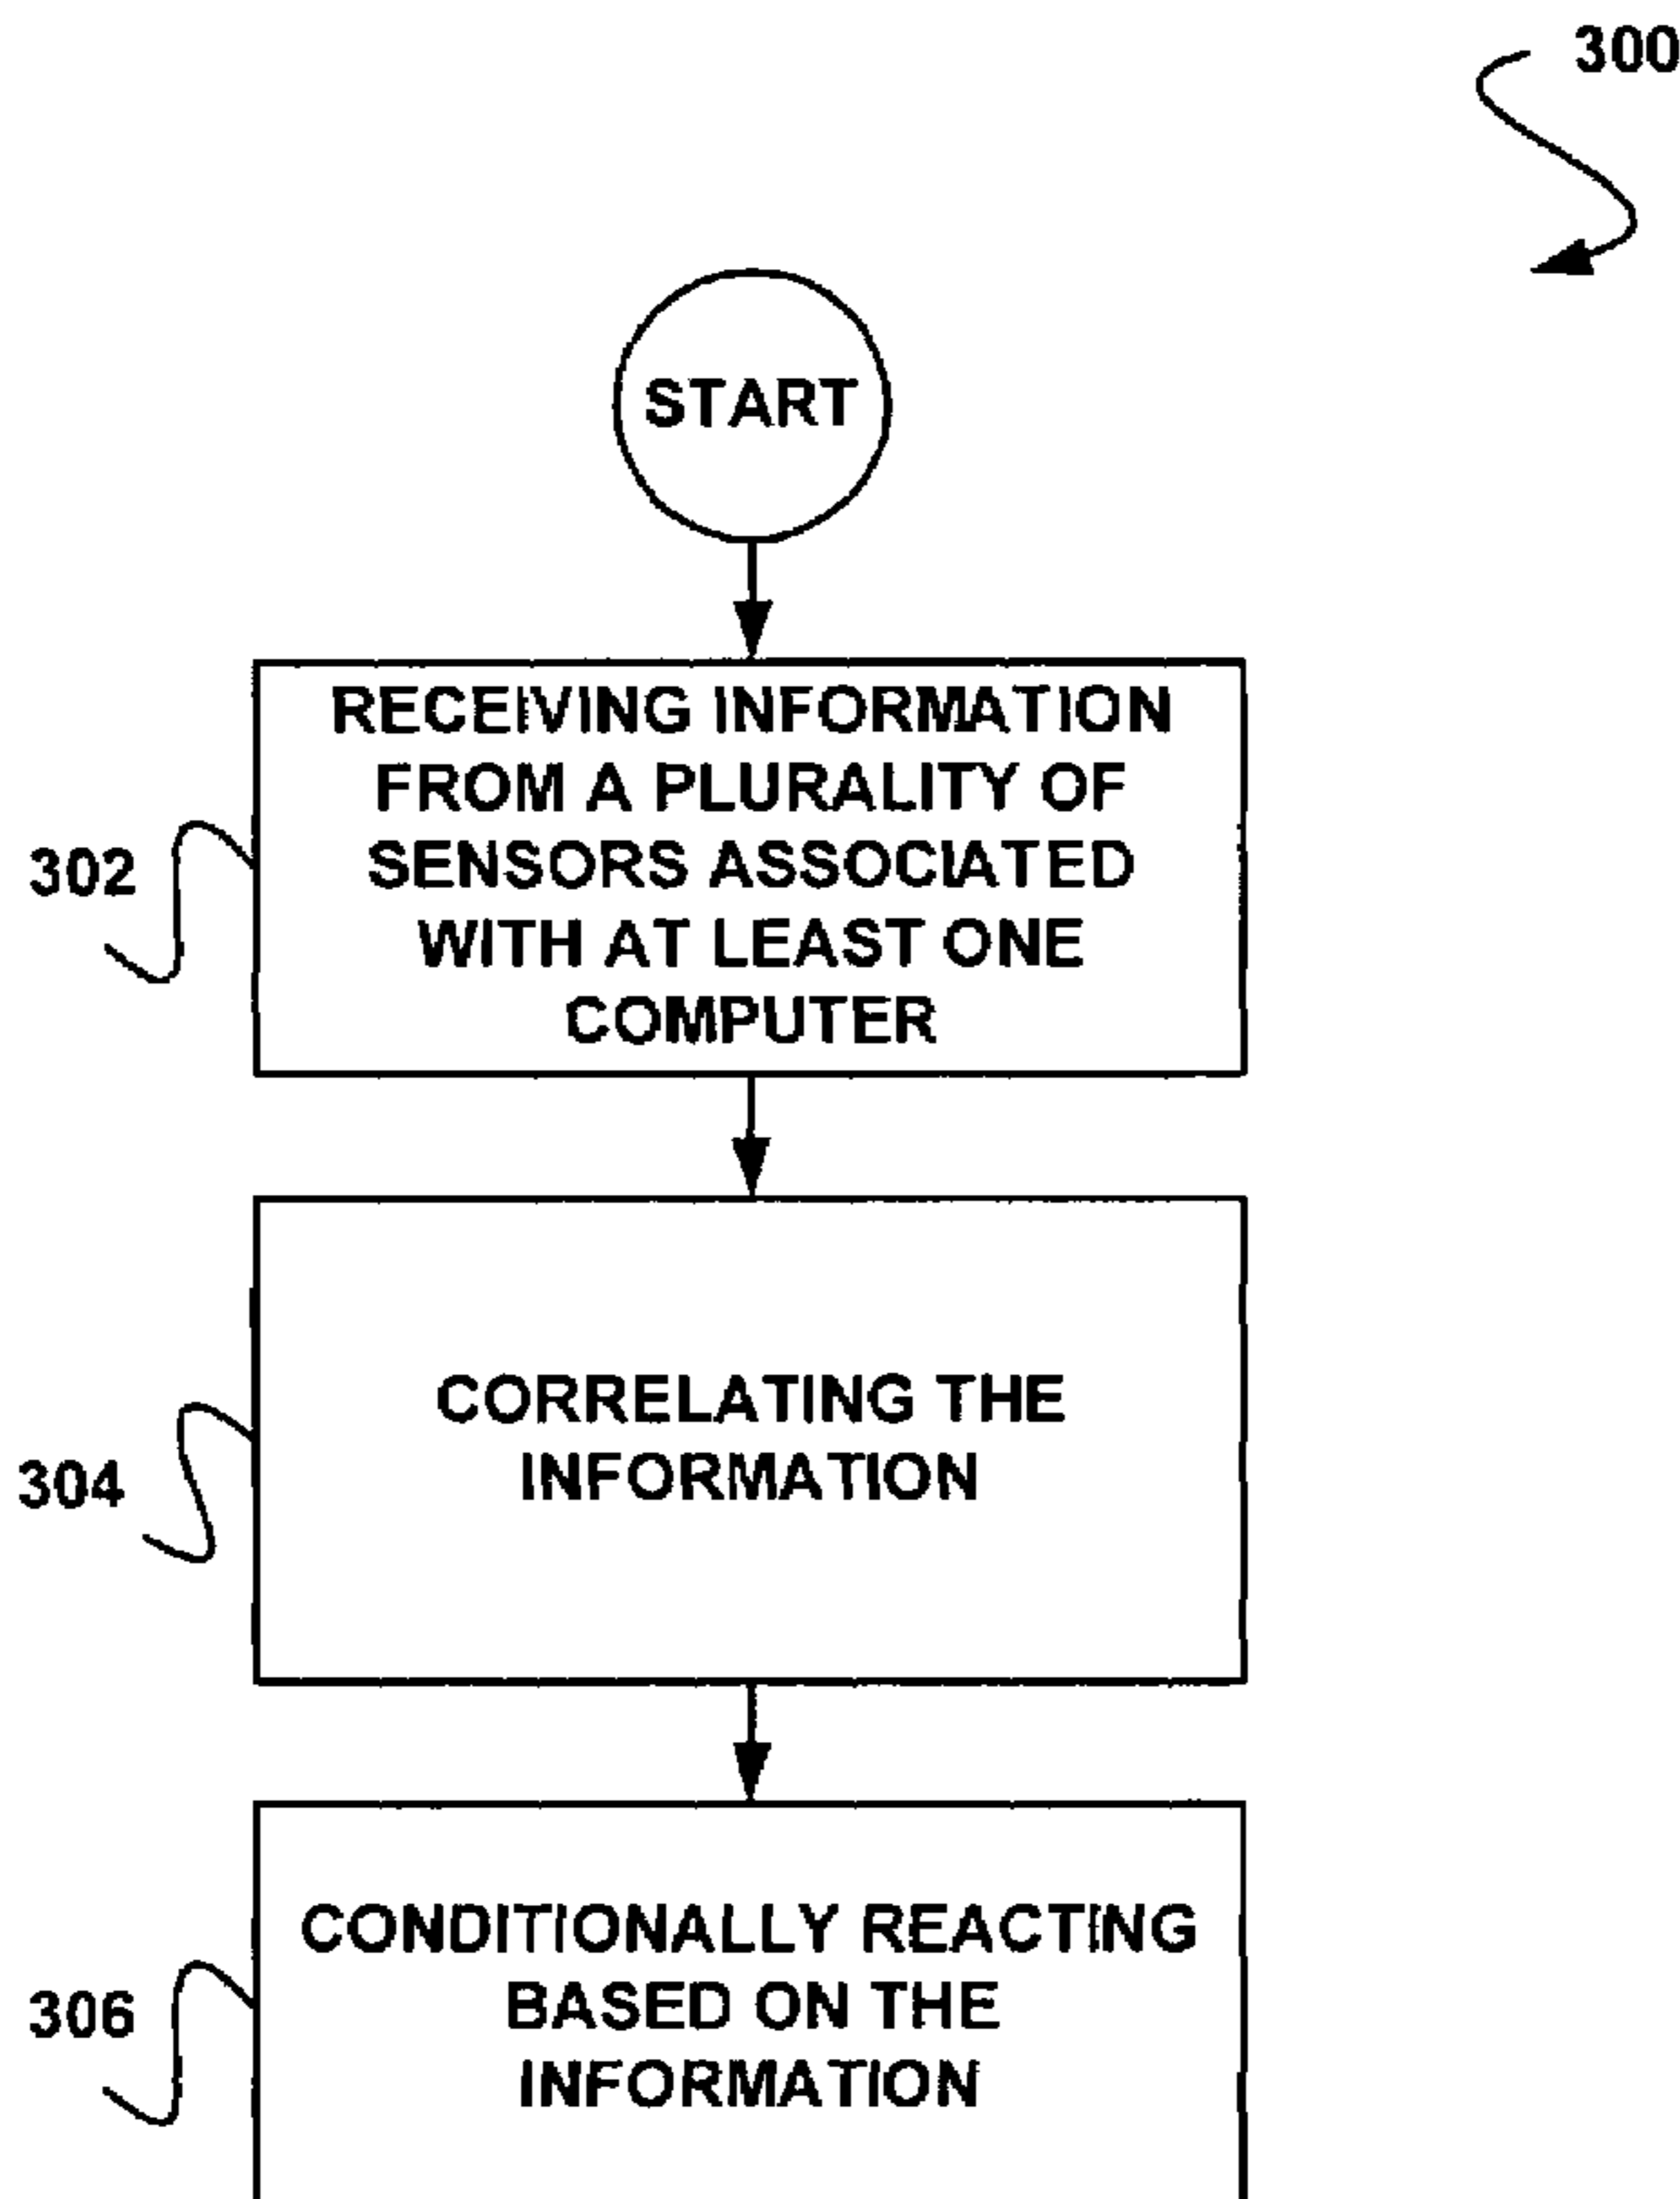 300
START
RECEIVING INFORMATION
FROM A PLURALITY OF
SENSORS ASSOCIATED
WITH AT LEAST ONE
COMPUTER
302
CORRELATING THE
INFORMATION
304
CONDITIONALLY REACTING
BASED ON THE
INFORMATION
306